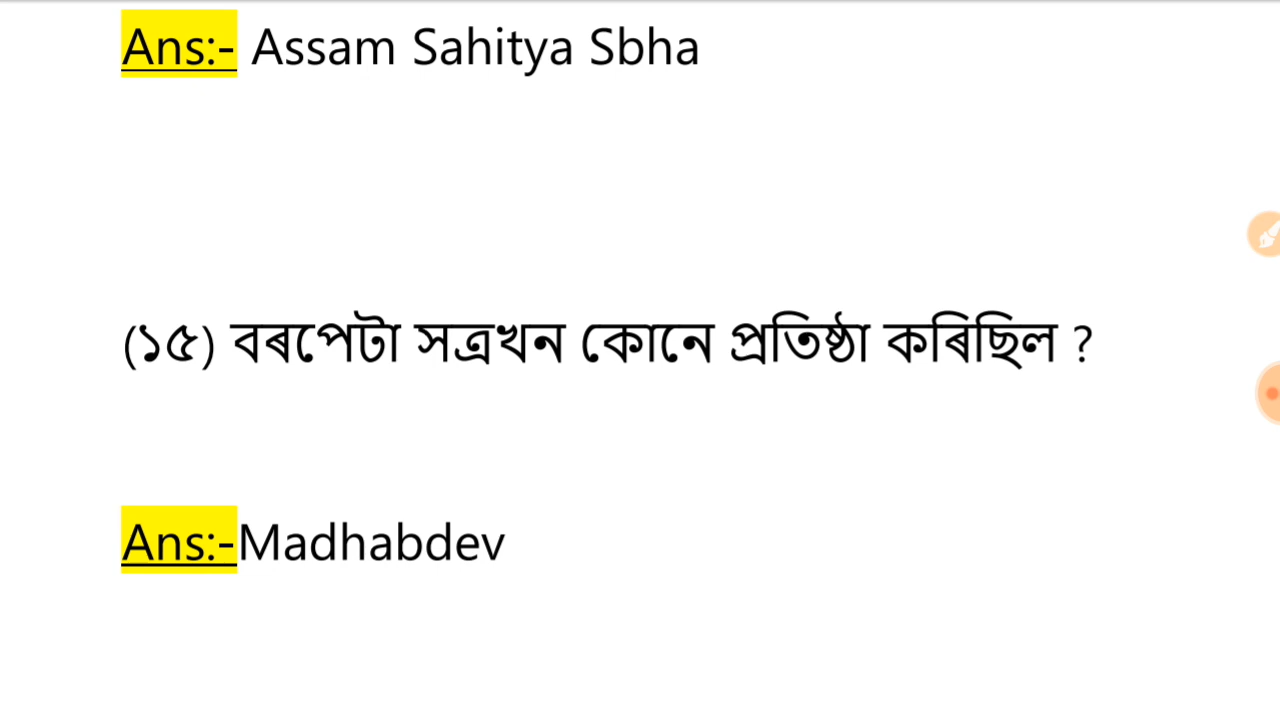 Ans:- Assam Sahitya Sbha
(১৫) বৰপেটা সত্ৰখন কোনে প্ৰতিষ্ঠা কৰিছিল ?
Ans:-Madhabdev